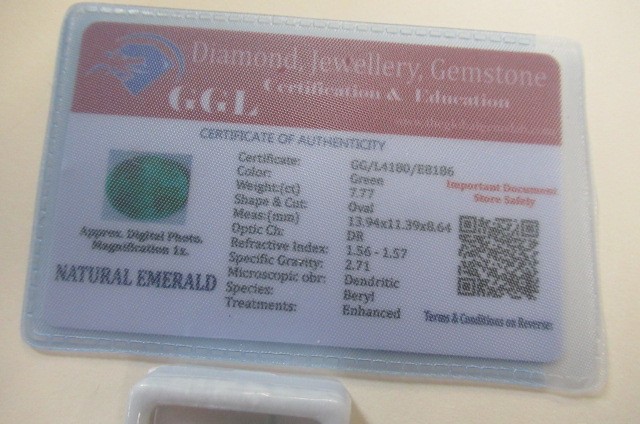 Diamond, Jewellery, Gemstone
GGL Certification & Education
CERTIFICATE OF AUTHENTICITY
Certificate: GG/L4180/E8186
Color: Green
Weight:(ct) 7.77
Shape & Cut: Oval
Meas:(mm) 13.94x11.39x8.64
Optic Ch: DR
Refractive Index: 1.56 - 1.57
Specific Gravity: 2.71
Microscopic obr: Dendritic
Species: Beryl
Treatments: Enhanced
Approx. Digital Photo.
Magnification 1x.
NATURAL EMERALD
Important Document
Store Safely
Terms & Conditions on Reverse